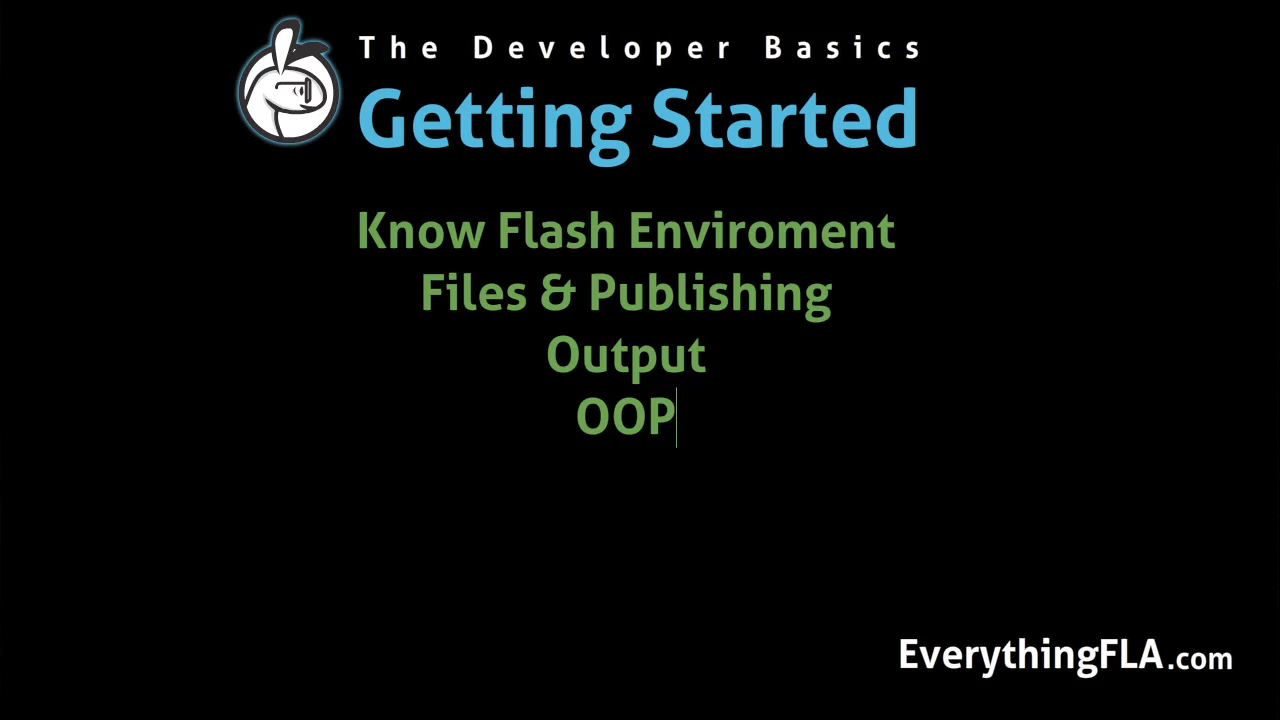 The Developer Basics
Getting Started
Know Flash Enviroment
Files & Publishing
Output
OOP
EverythingFLA.com